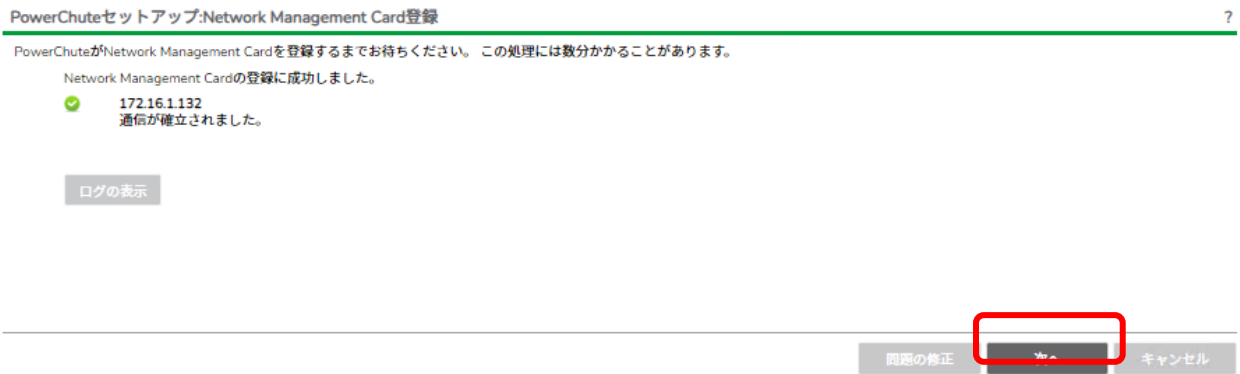 PowerChuteセットアップ:Network Management Card登録
?
PowerChuteがNetwork Management Cardを登録するまでお待ちください。 この処理には数分かかることがあります。
Network Management Cardの登録に成功しました。
172.16.1.132
通信が確立されました。
ログの表示
問題の修正
次へ
キャンセル